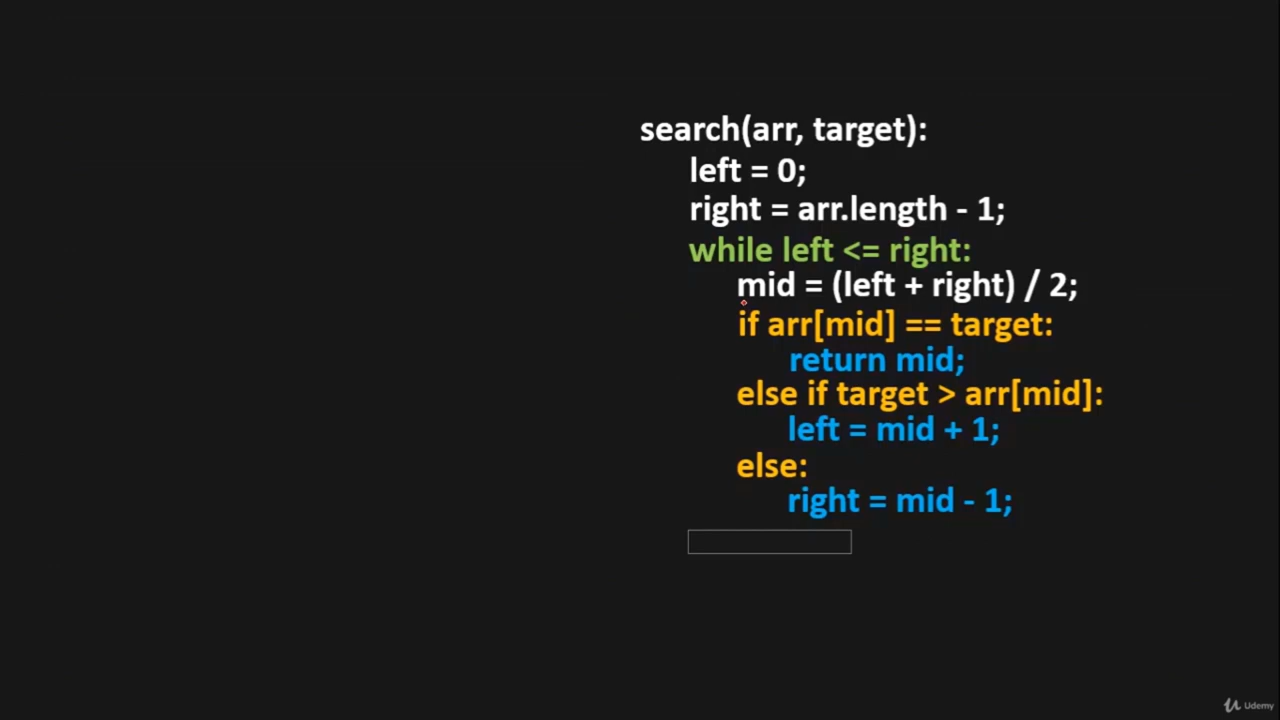 search(arr, target):
left = 0;
right = arr.length - 1;
while left <= right:
mid = (left + right) / 2;
if arr[mid] == target:
return mid;
else if target > arr[mid]:
left = mid + 1;
else:
right = mid - 1;
Udemy